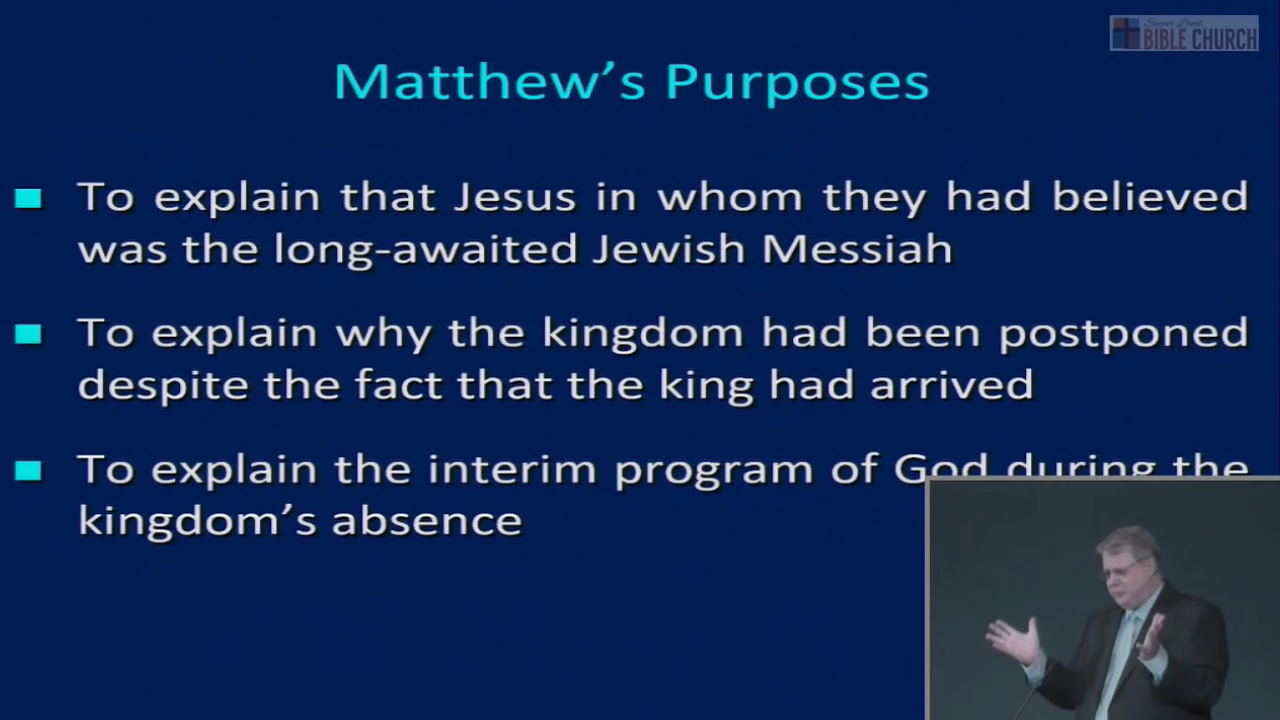 Sugar Land
BIBLE CHURCH
Matthew's Purposes
To explain that Jesus in whom they had believed
was the long-awaited Jewish Messiah
To explain why the kingdom had been postponed
despite the fact that the king had arrived
To explain the interim program of God during the
kingdom's absence